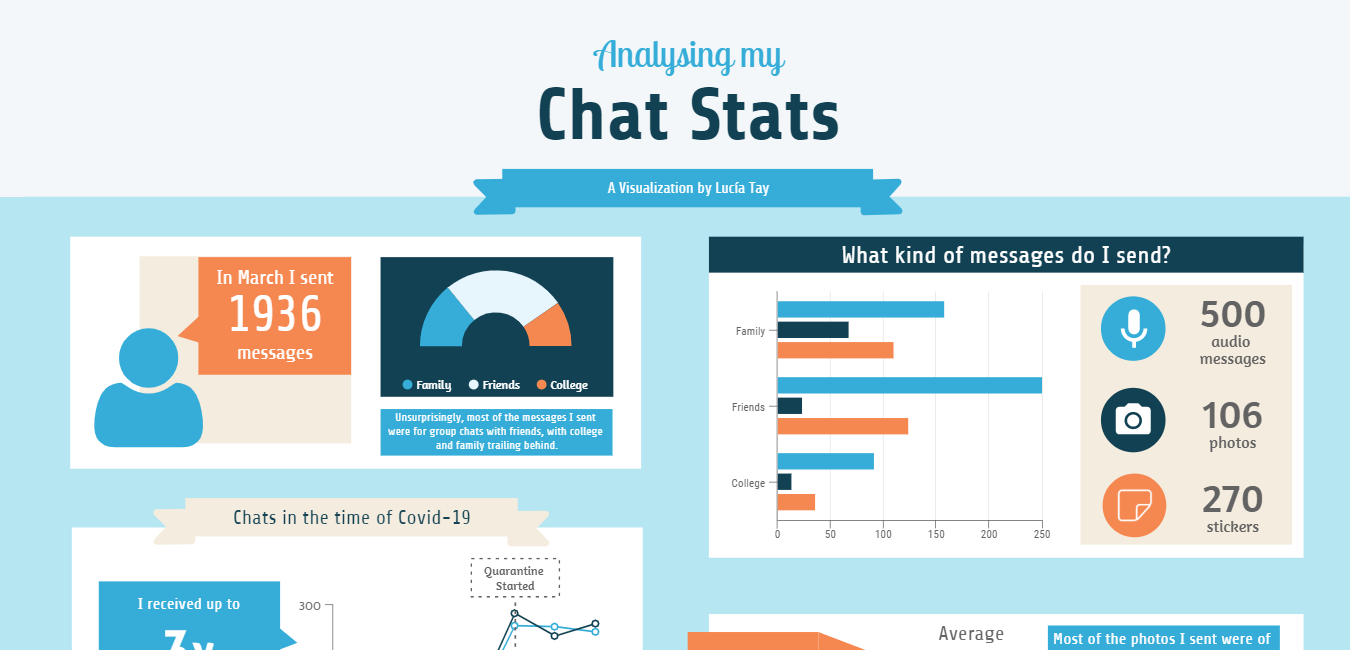 Analysing my
Chat Stats
A Visualization by Lucía Tay
In March I sent
1936
messages
Family
Friends
College
Unsurprisingly, most of the messages I sent
were for group chats with friends, with college
and family trailing behind.
What kind of messages do I send?
Family
Friends
College
0
50
100
150
200
250
500
audio
messages
106
photos
270
stickers
Chats in the time of Covid-19
I received up to
300
Quarantine
Started
Average
Most of the photos I sent were of